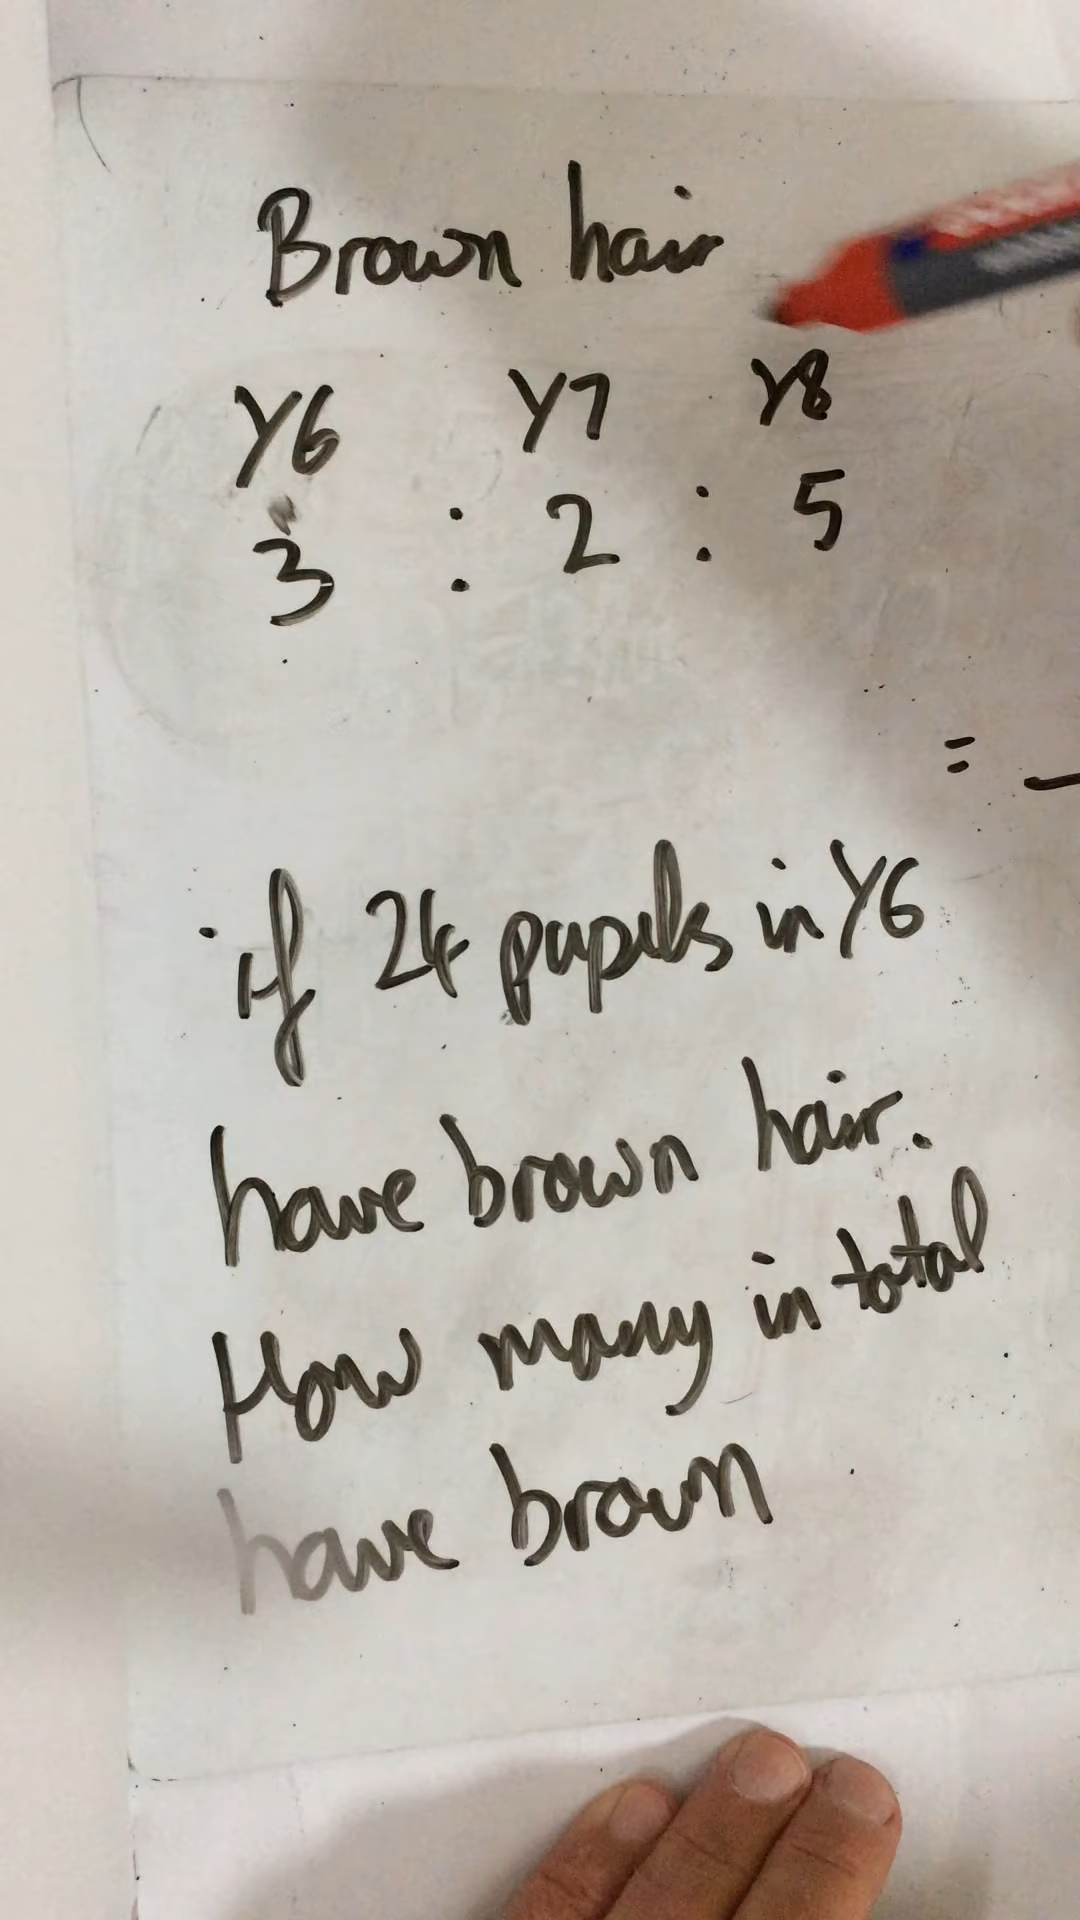 Brown hair
Y6 Y7 Y8
3 : 2 : 5
=
if 24 pupils in Y6
have brown hair.
How many in total
have brown